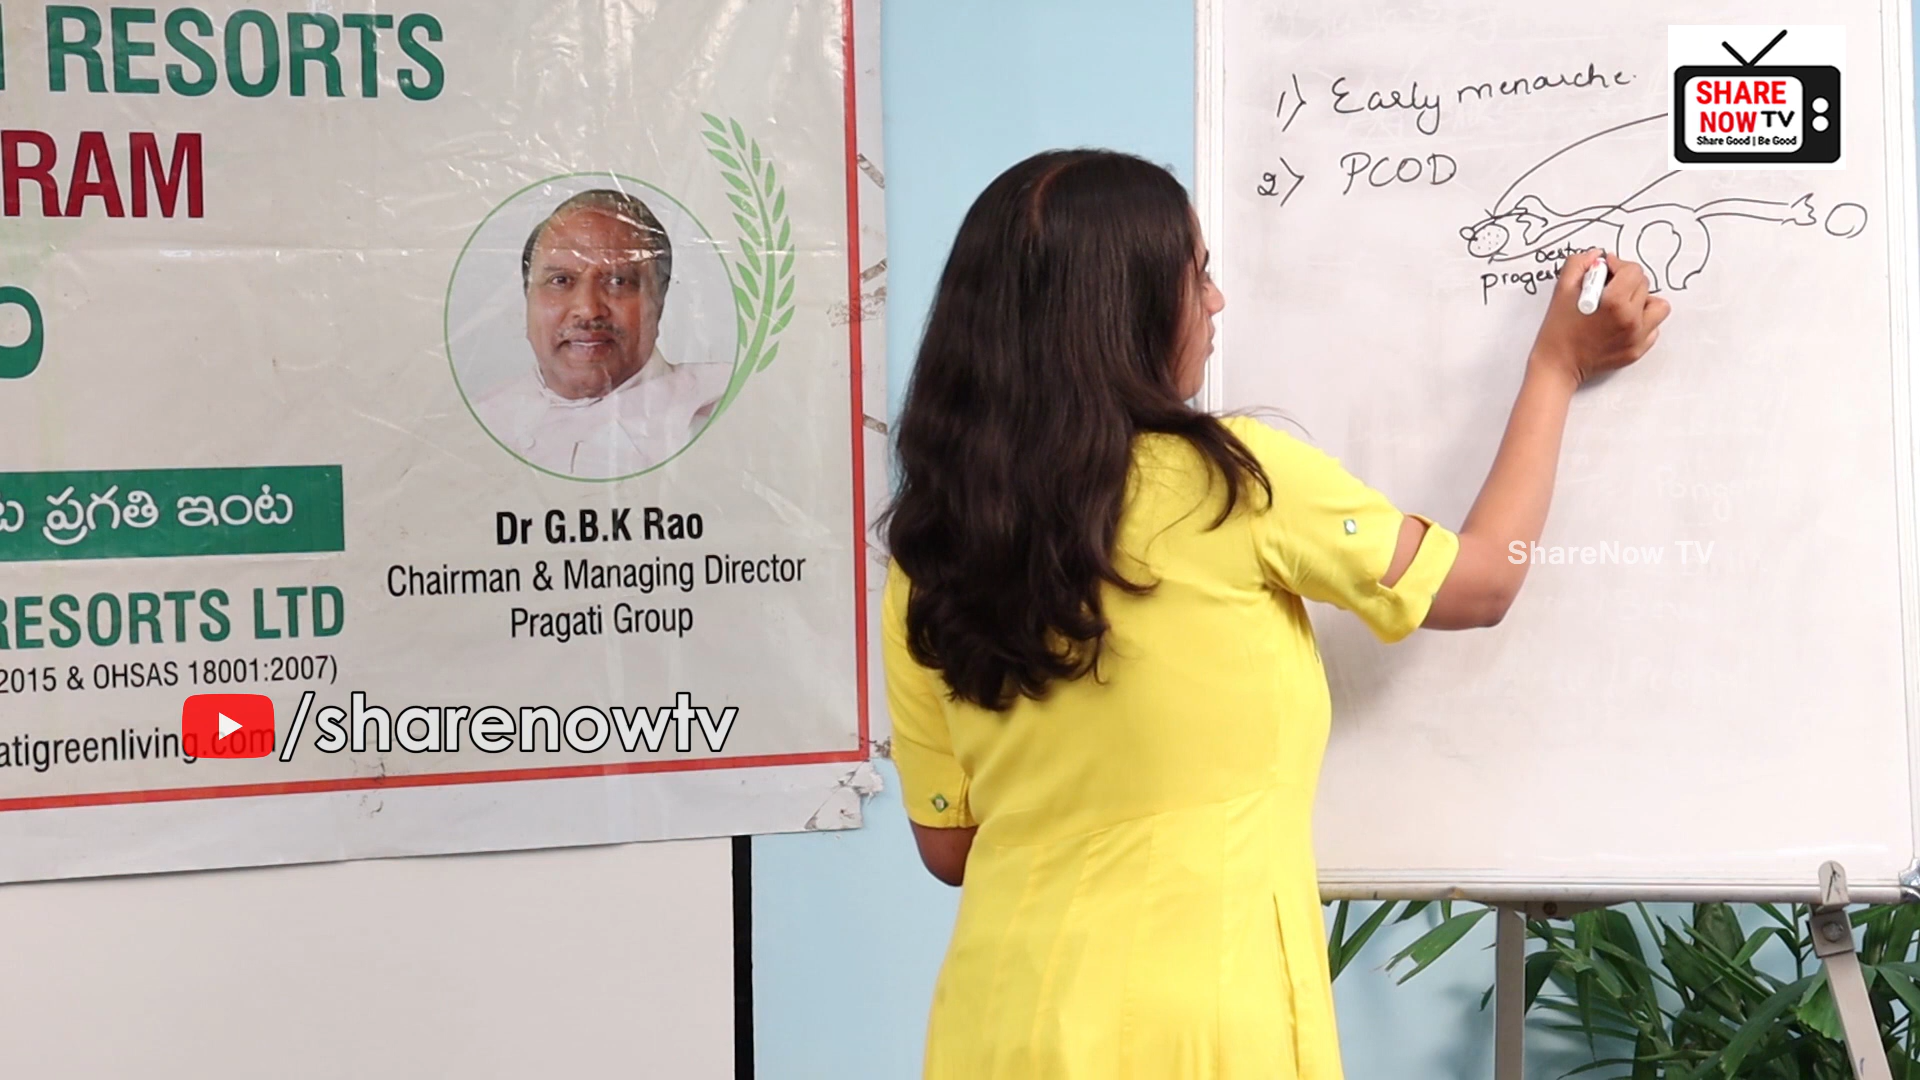 RESORTS
RAM
ప్రగతి ఇంట
RESORTS LTD
2015 & OHSAS 18001:2007)
atigreenliving.com
Dr G.B.K Rao
Chairman & Managing Director
Pragati Group
/sharenowtv
1) Early menarche.
2) PCOD
SHARE
NOW TV
Share Good | Be Good
ShareNow TV